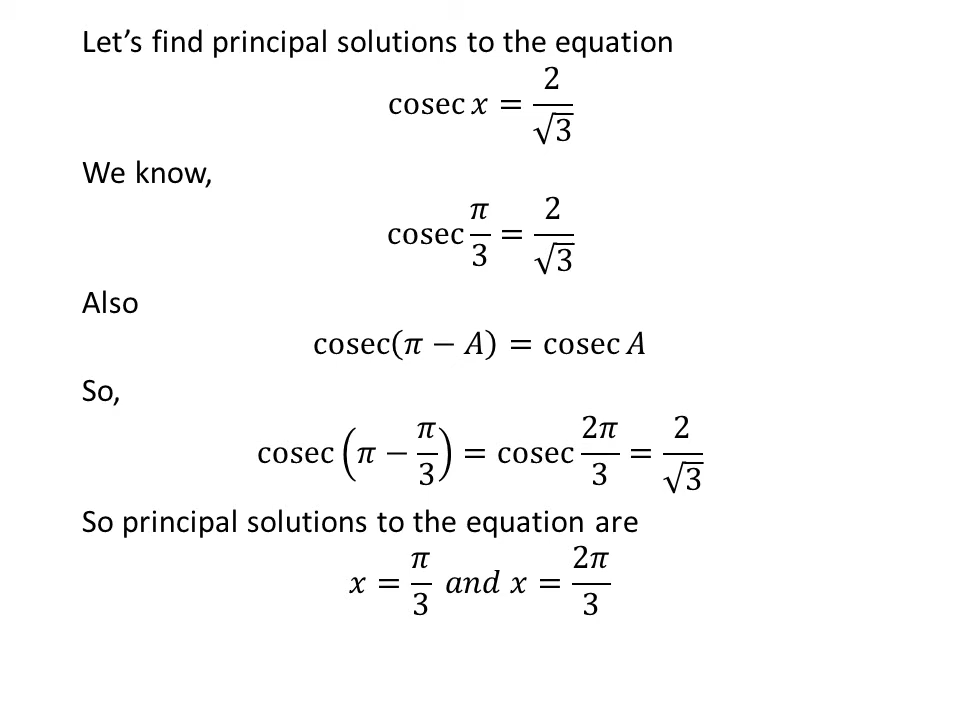 Let’s find principal solutions to the equation
cosec 𝑥 = 2/√3
We know,
cosec π/3 = 2/√3
Also
cosec(π − A) = cosec A
So,
cosec (π − π/3) = cosec 2π/3 = 2/√3
So principal solutions to the equation are
𝑥 = π/3 and 𝑥 = 2π/3